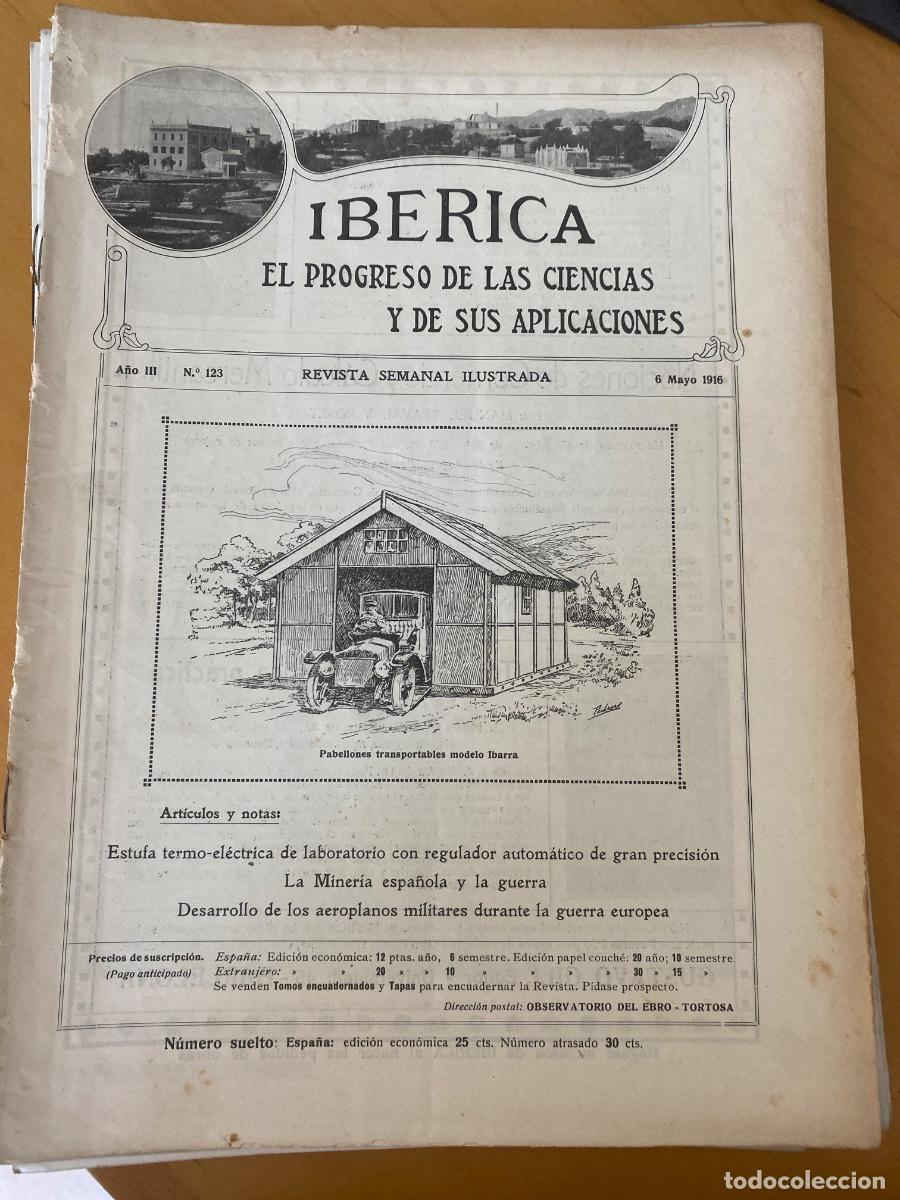 IBERICA
EL PROGRESO DE LAS CIENCIAS
Y DE SUS APLICACIONES
Año III N.º 123 REVISTA SEMANAL ILUSTRADA 6 Mayo 1916
Pabellones transportables modelo Ibarra
Artículos y notas:
Estufa termo-eléctrica de laboratorio con regulador automático de gran precisión
La Minería española y la guerra
Desarrollo de los aeroplanos militares durante la guerra europea
Precios de suscripción. España: Edición económica: 12 ptas. año, 6 semestre. Edición papel couché: 20 año; 10 semestre
(Pago anticipado) Extranjero: » » 20 » » 10 » » » » 30 » 15 »
Se venden Tomos encuadernados y Tapas para encuadernar la Revista. Pídase prospecto.
Dirección postal: OBSERVATORIO DEL EBRO - TORTOSA
Número suelto: España: edición económica 25 cts. Número atrasado 30 cts.
todocoleccion